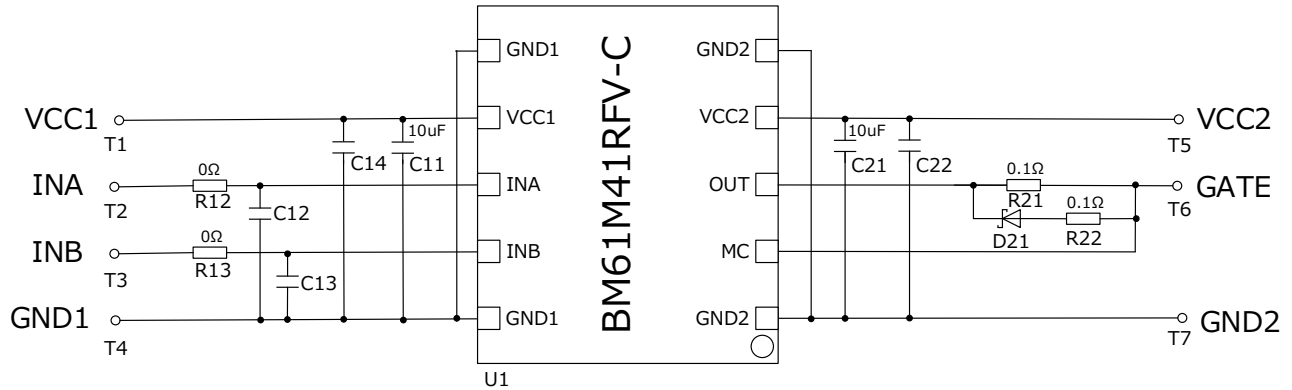 GND1
GND2
VCC1
T1
10uF
C14
C11
VCC1
VCC2
10uF
C21
C22
VCC2
T5
INA
T2
0Ω
R12
C12
INA
OUT
0.1Ω
R21
GATE
T6
0.1Ω
D21
R22
INB
T3
0Ω
R13
C13
INB
MC
GND1
T4
GND1
GND2
GND2
T7
BM61M41RFV-C
U1